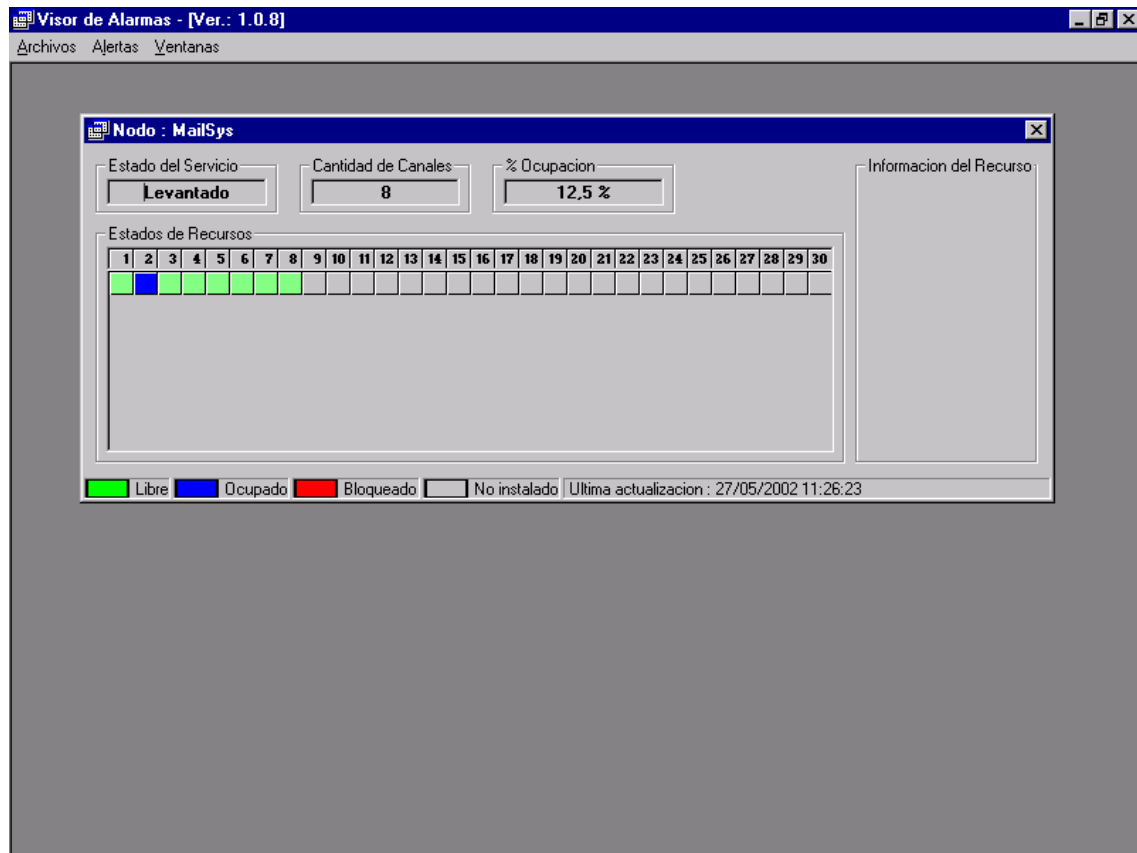 Visor de Alarmas - [Ver.: 1.0.8]
Archivos Alertas Ventanas
Nodo : MailSys
Estado del Servicio Cantidad de Canales % Ocupacion Informacion del Recurso
Levantado 8 12,5 %
Estados de Recursos
1 2 3 4 5 6 7 8 9 10 11 12 13 14 15 16 17 18 19 20 21 22 23 24 25 26 27 28 29 30
Libre Ocupado Bloqueado No instalado Ultima actualizacion : 27/05/2002 11:26:23